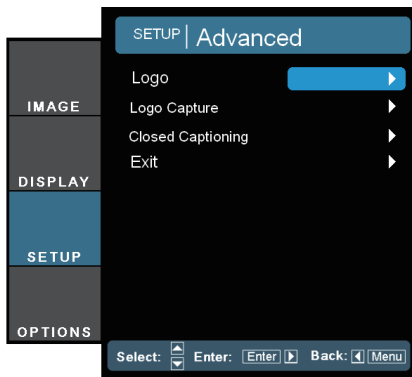 SETUP | Advanced
IMAGE
DISPLAY
SETUP
OPTIONS
Logo
Logo Capture
Closed Captioning
Exit
Select: Enter: Enter Back: Menu